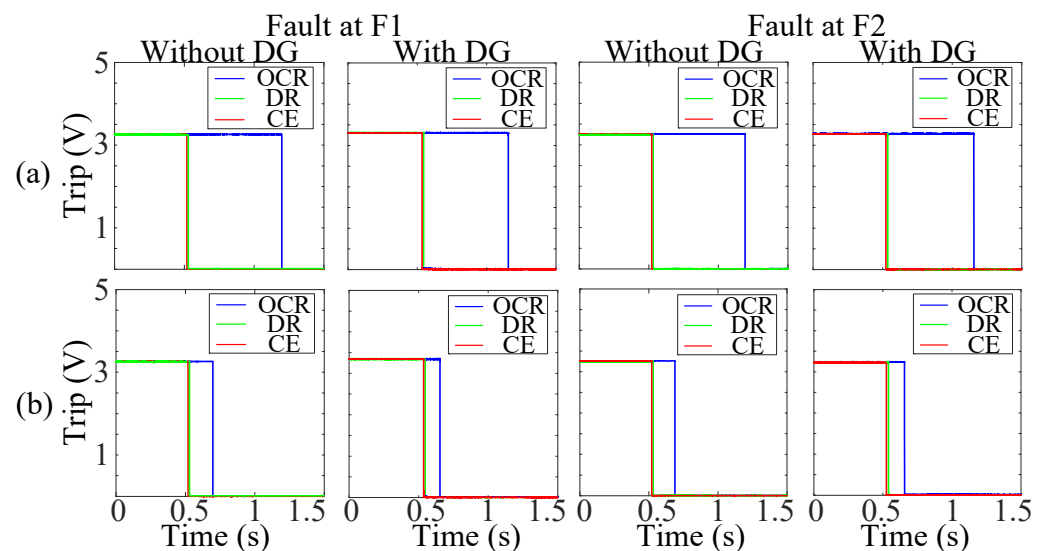 Fault at F1 Fault at F2
Without DG With DG Without DG With DG
5
OCR OCR OCR OCR
DR DR DR DR
CE CE CE CE
3
(a) Trip (V)
1
5
OCR OCR OCR OCR
DR DR DR DR
CE CE CE CE
3
(b) Trip (V)
1
0 0.5 1 1.5 0 0.5 1 1.5 0 0.5 1 1.5 0 0.5 1 1.5
Time (s) Time (s) Time (s) Time (s)